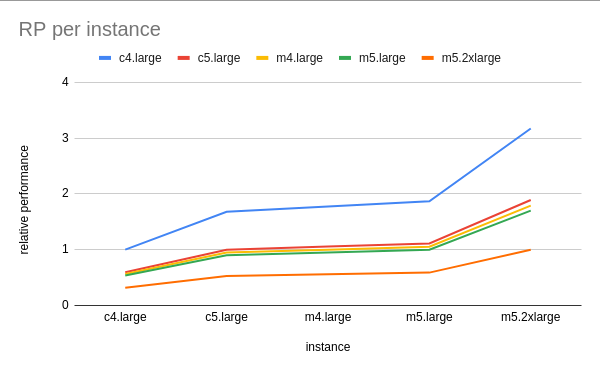 RP per instance
c4.large c5.large m4.large m5.large m5.2xlarge
4
3
2
1
0
relative performance
c4.large c5.large m4.large m5.large m5.2xlarge
instance